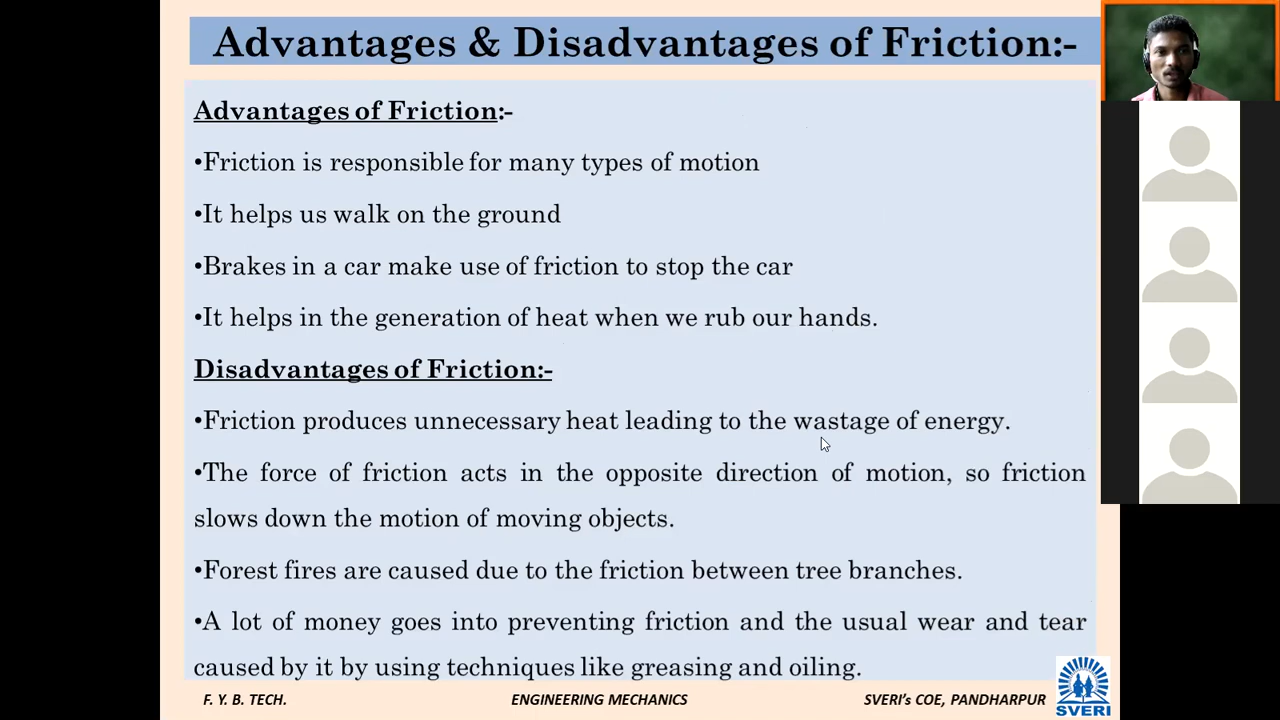 Advantages & Disadvantages of Friction:-
Advantages of Friction:-
•Friction is responsible for many types of motion
•It helps us walk on the ground
•Brakes in a car make use of friction to stop the car
•It helps in the generation of heat when we rub our hands.
Disadvantages of Friction:-
•Friction produces unnecessary heat leading to the wastage of energy.
•The force of friction acts in the opposite direction of motion, so friction
slows down the motion of moving objects.
•Forest fires are caused due to the friction between tree branches.
•A lot of money goes into preventing friction and the usual wear and tear
caused by it by using techniques like greasing and oiling.
F. Y. B. TECH. ENGINEERING MECHANICS SVERI's COE, PANDHARPUR
SVERI